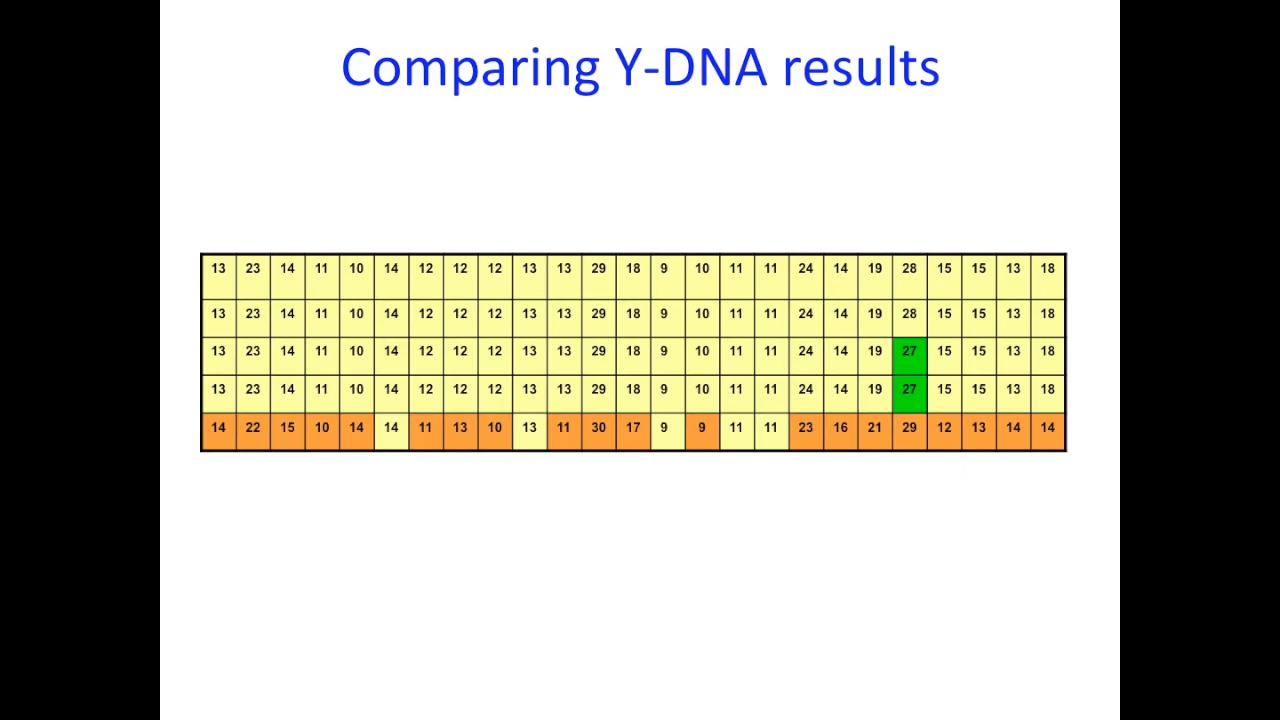 Comparing Y-DNA results
13 23 14 11 10 14 12 12 12 13 13 29 18 9 10 11 11 24 14 19 28 15 15 13 18
13 23 14 11 10 14 12 12 12 13 13 29 18 9 10 11 11 24 14 19 28 15 15 13 18
13 23 14 11 10 14 12 12 12 13 13 29 18 9 10 11 11 24 14 19 27 15 15 13 18
13 23 14 11 10 14 12 12 12 13 13 29 18 9 10 11 11 24 14 19 27 15 15 13 18
14 22 15 10 14 14 11 13 10 13 11 30 17 9 9 11 11 23 16 21 29 12 13 14 14